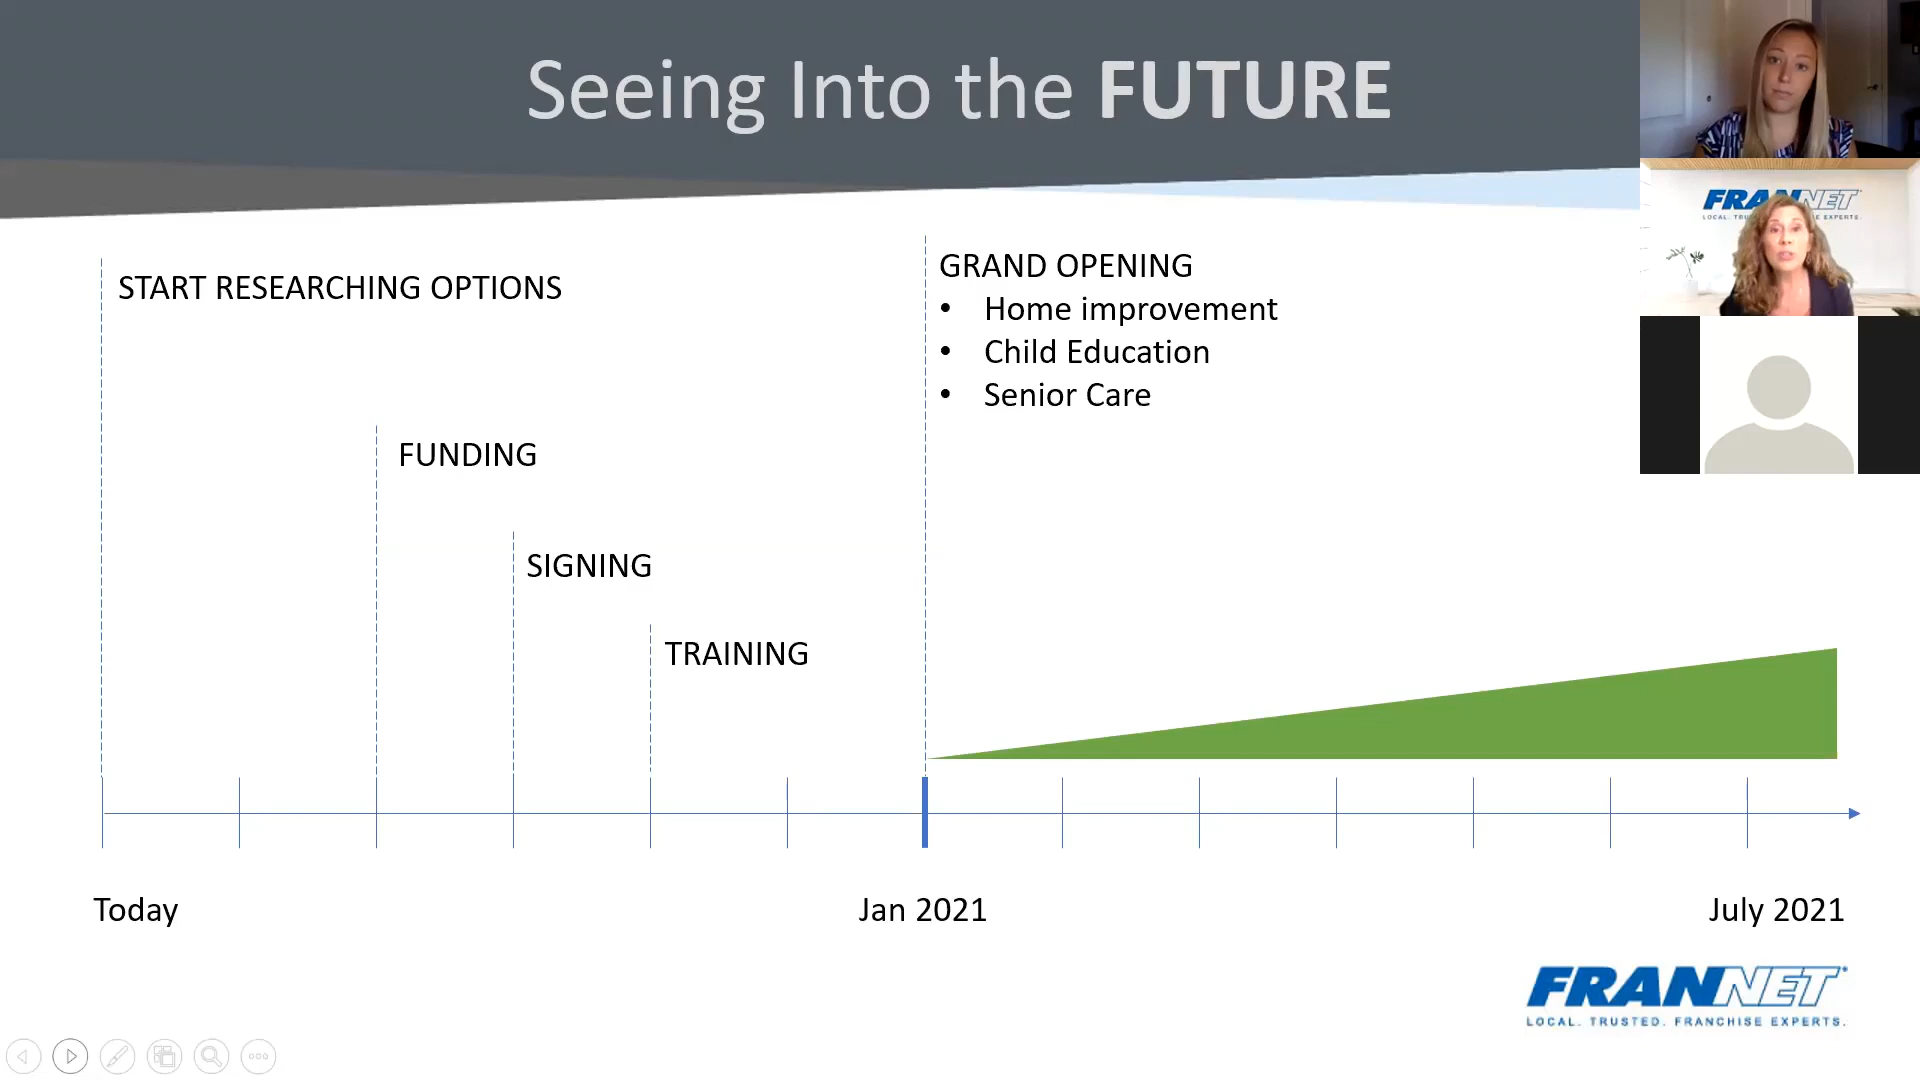 Seeing Into the FUTURE
FRANNET
START RESEARCHING OPTIONS
GRAND OPENING
• Home improvement
• Child Education
• Senior Care
FUNDING
SIGNING
TRAINING
Today
Jan 2021
July 2021
FRANNET
LOCAL. TRUSTED. FRANCHISE EXPERTS.